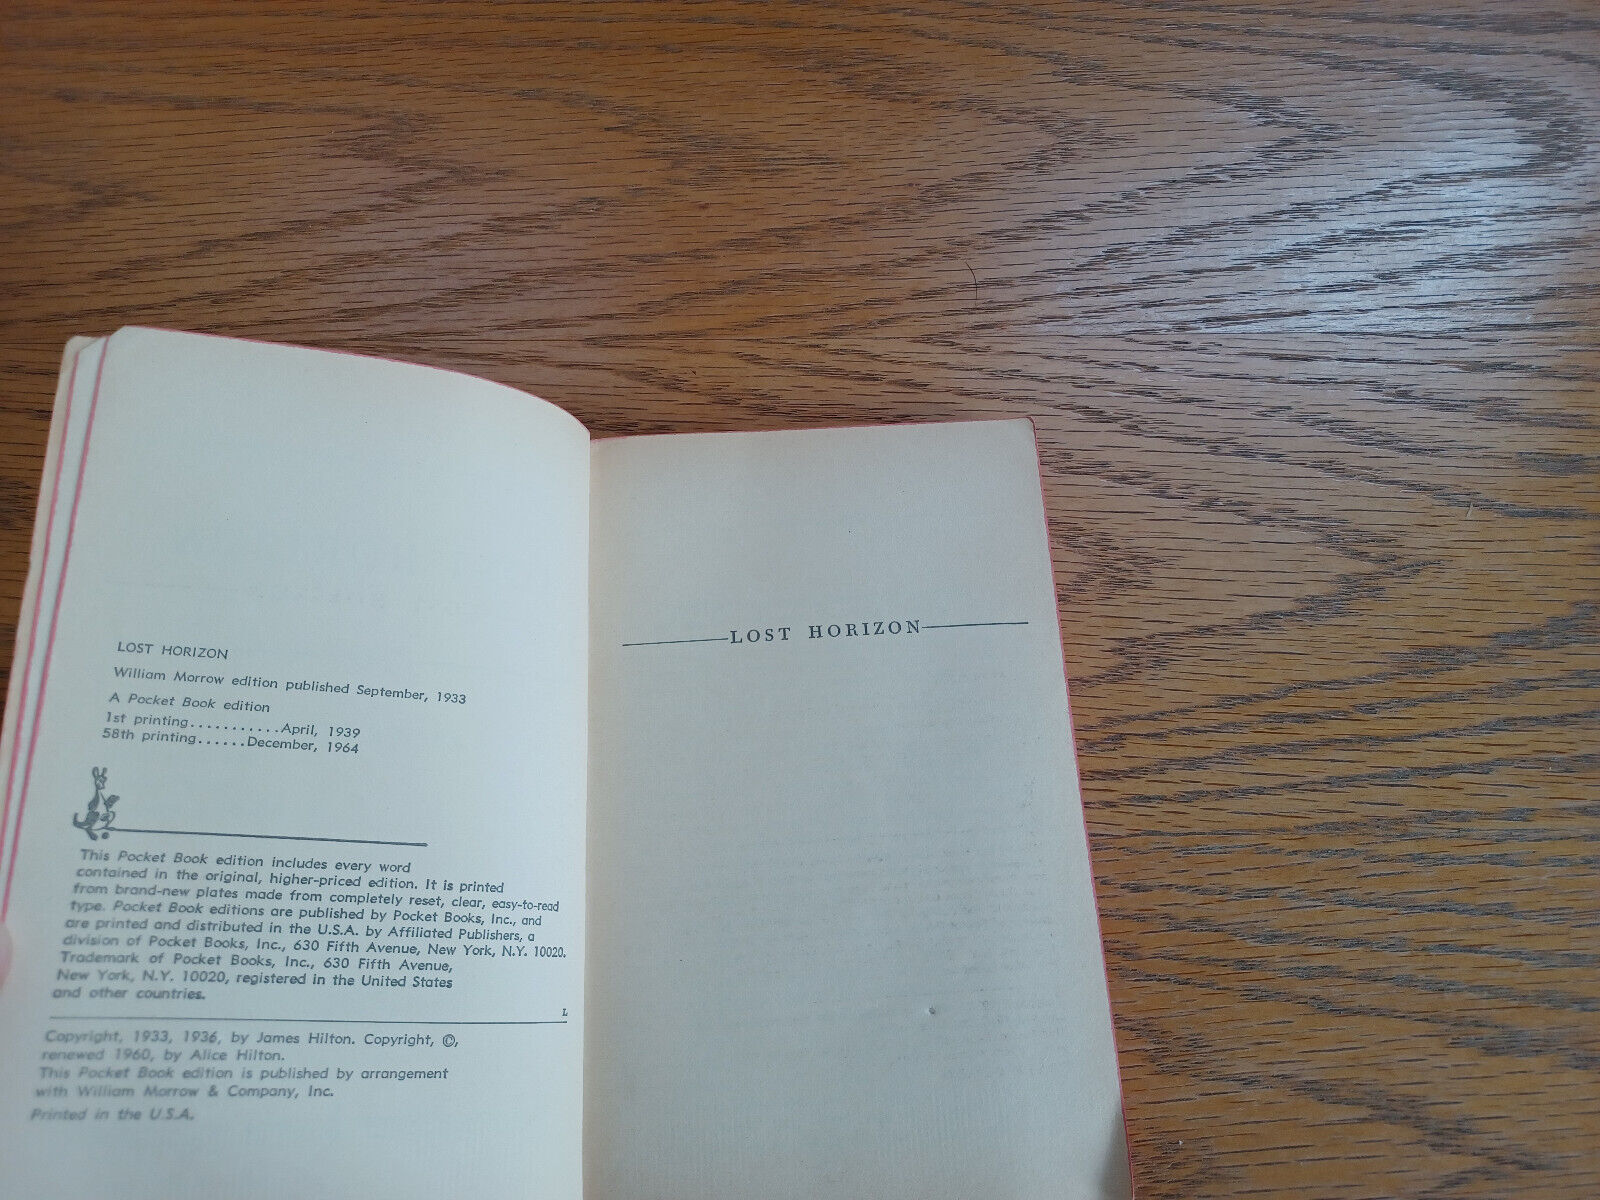 LOST HORIZON
William Morrow edition published September, 1933
A Pocket Book edition
1st printing..........April, 1939
58th printing......December, 1964
This Pocket Book edition includes every word
contained in the original, higher-priced edition. It is printed
from brand-new plates made from completely reset, clear, easy-to-read
type. Pocket Book editions are published by Pocket Books, Inc., and
are printed and distributed in the U.S.A. by Affiliated Publishers, a
division of Pocket Books, Inc., 630 Fifth Avenue, New York, N.Y. 10020.
Trademark of Pocket Books, Inc., 630 Fifth Avenue,
New York, N.Y. 10020, registered in the United States
and other countries.
L
Copyright, 1933, 1936, by James Hilton. Copyright, ©,
renewed 1960, by Alice Hilton.
This Pocket Book edition is published by arrangement
with William Morrow & Company, Inc.
Printed in the U.S.A.
LOST HORIZON